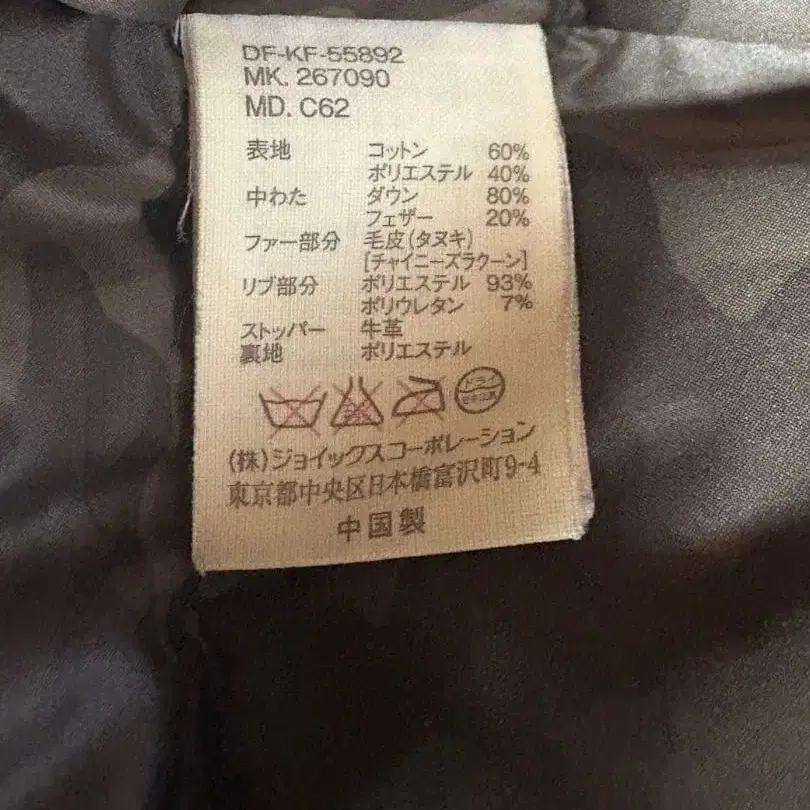 DF-KF-55892
MK. 267090
MD. C62
表地 コットン 60%
ポリエステル 40%
中わた ダウン 80%
フェザー 20%
ファー部分 毛皮(タヌキ)
[チャイニーズラクーン]
リブ部分 ポリエステル 93%
ポリウレタン 7%
ストッパー 牛革
裏地 ポリエステル
ドライ
(株)ジョイックスコーポレーション
東京都中央区日本橋富沢町9-4
中国製